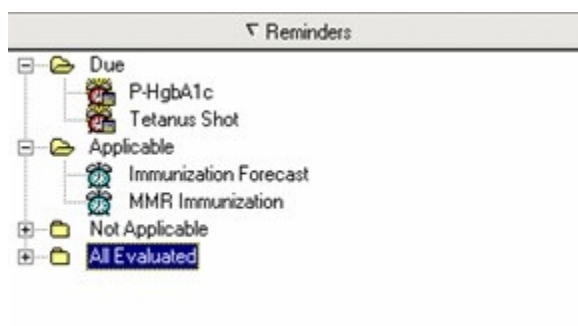 Reminders
Due
P-HgbA1c
Tetanus Shot
Applicable
Immunization Forecast
MMR Immunization
Not Applicable
All Evaluated